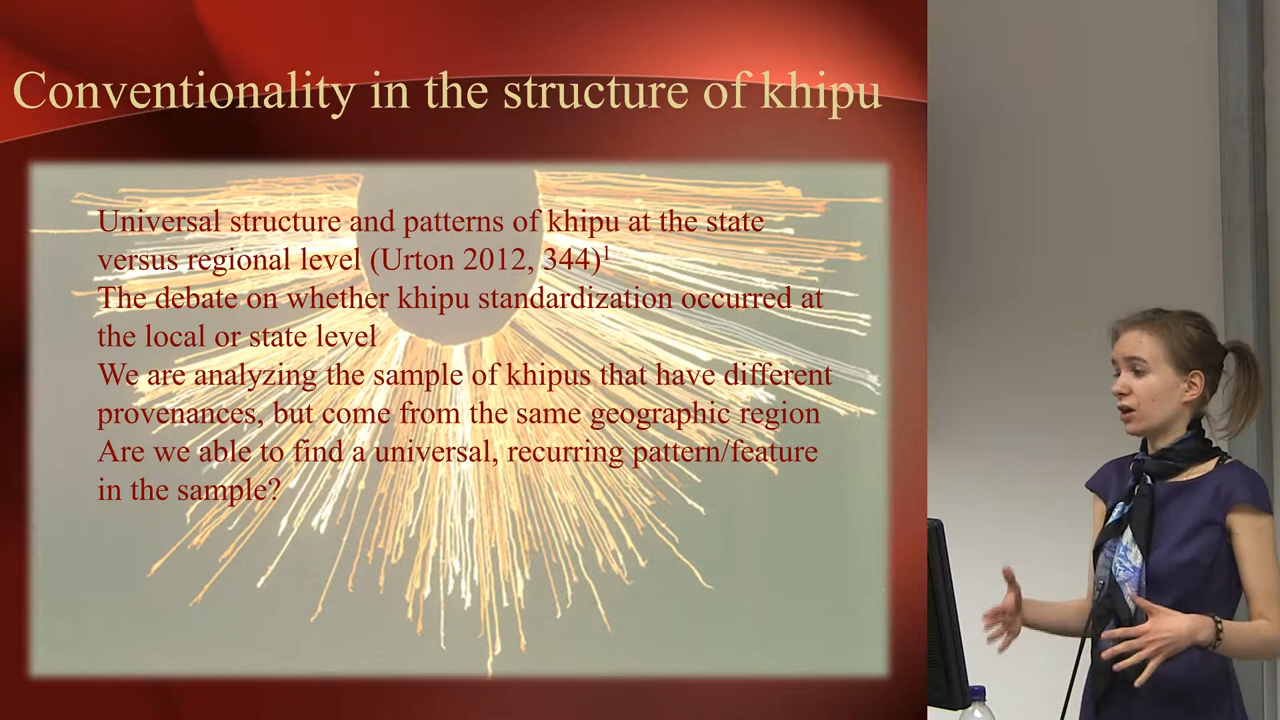 Conventionality in the structure of khipu
Universal structure and patterns of khipu at the state
versus regional level (Urton 2012, 344)¹
The debate on whether khipu standardization occurred at
the local or state level
We are analyzing the sample of khipus that have different
provenances, but come from the same geographic region
Are we able to find a universal, recurring pattern/feature
in the sample?